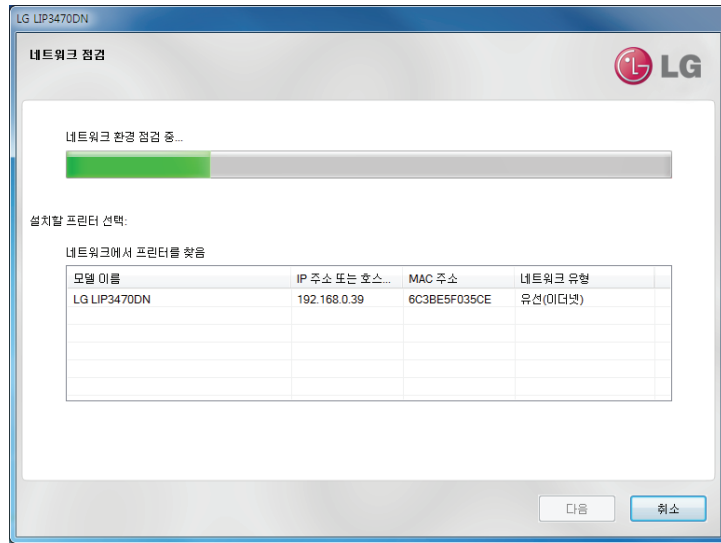 LG LIP3470DN
네트워크 점검
LG
네트워크 환경 점검 중...
설치할 프린터 선택:
네트워크에서 프린터를 찾음
모델 이름 IP 주소 또는 호스... MAC 주소 네트워크 유형
LG LIP3470DN 192.168.0.39 6C3BE5F035CE 유선(이더넷)
다음 취소